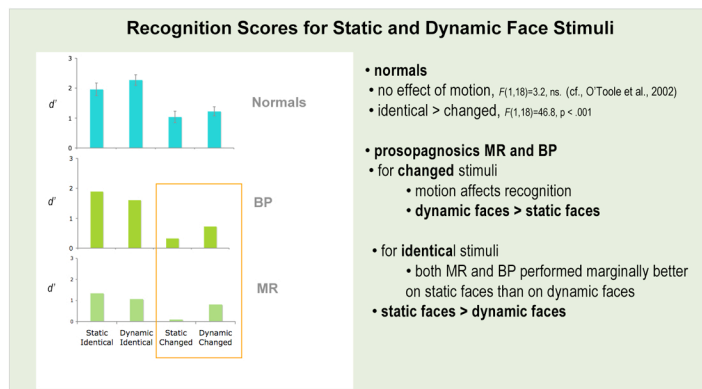 Recognition Scores for Static and Dynamic Face Stimuli
3
2
d'
1
0
Normals
3
2
d'
1
0
BP
3
2
d'
1
0
MR
Static Identical
Dynamic Identical
Static Changed
Dynamic Changed
• normals
• no effect of motion, F(1,18)=3.2, ns. (cf., O'Toole et al., 2002)
• identical > changed, F(1,18)=46.8, p < .001
• prosopagnosics MR and BP
• for changed stimuli
• motion affects recognition
• dynamic faces > static faces
• for identical stimuli
• both MR and BP performed marginally better
on static faces than on dynamic faces
• static faces > dynamic faces